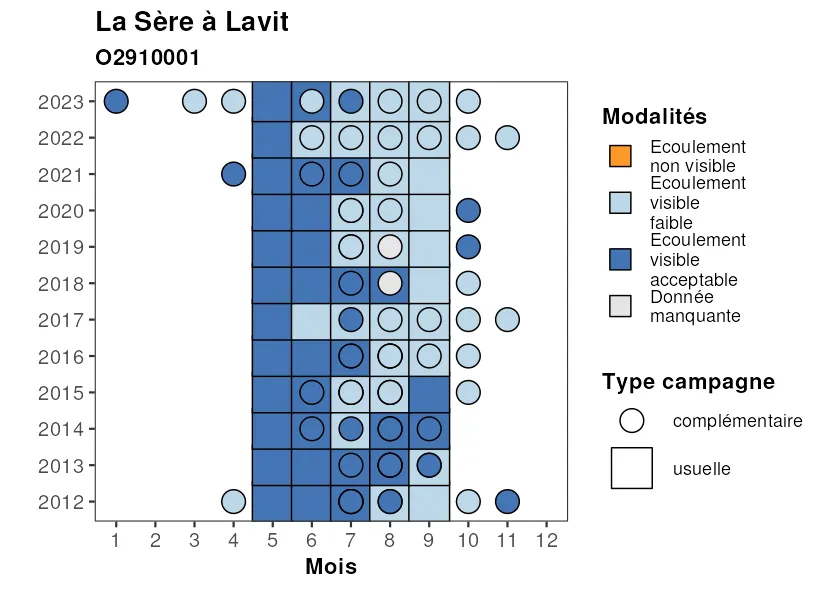 La Sère à Lavit
O2910001
2023
2022
2021
2020
2019
2018
2017
2016
2015
2014
2013
2012
1 2 3 4 5 6 7 8 9 10 11 12
Mois
Modalités
Ecoulement
non visible
Ecoulement
visible
faible
Ecoulement
visible
acceptable
Donnée
manquante
Type campagne
complémentaire
usuelle